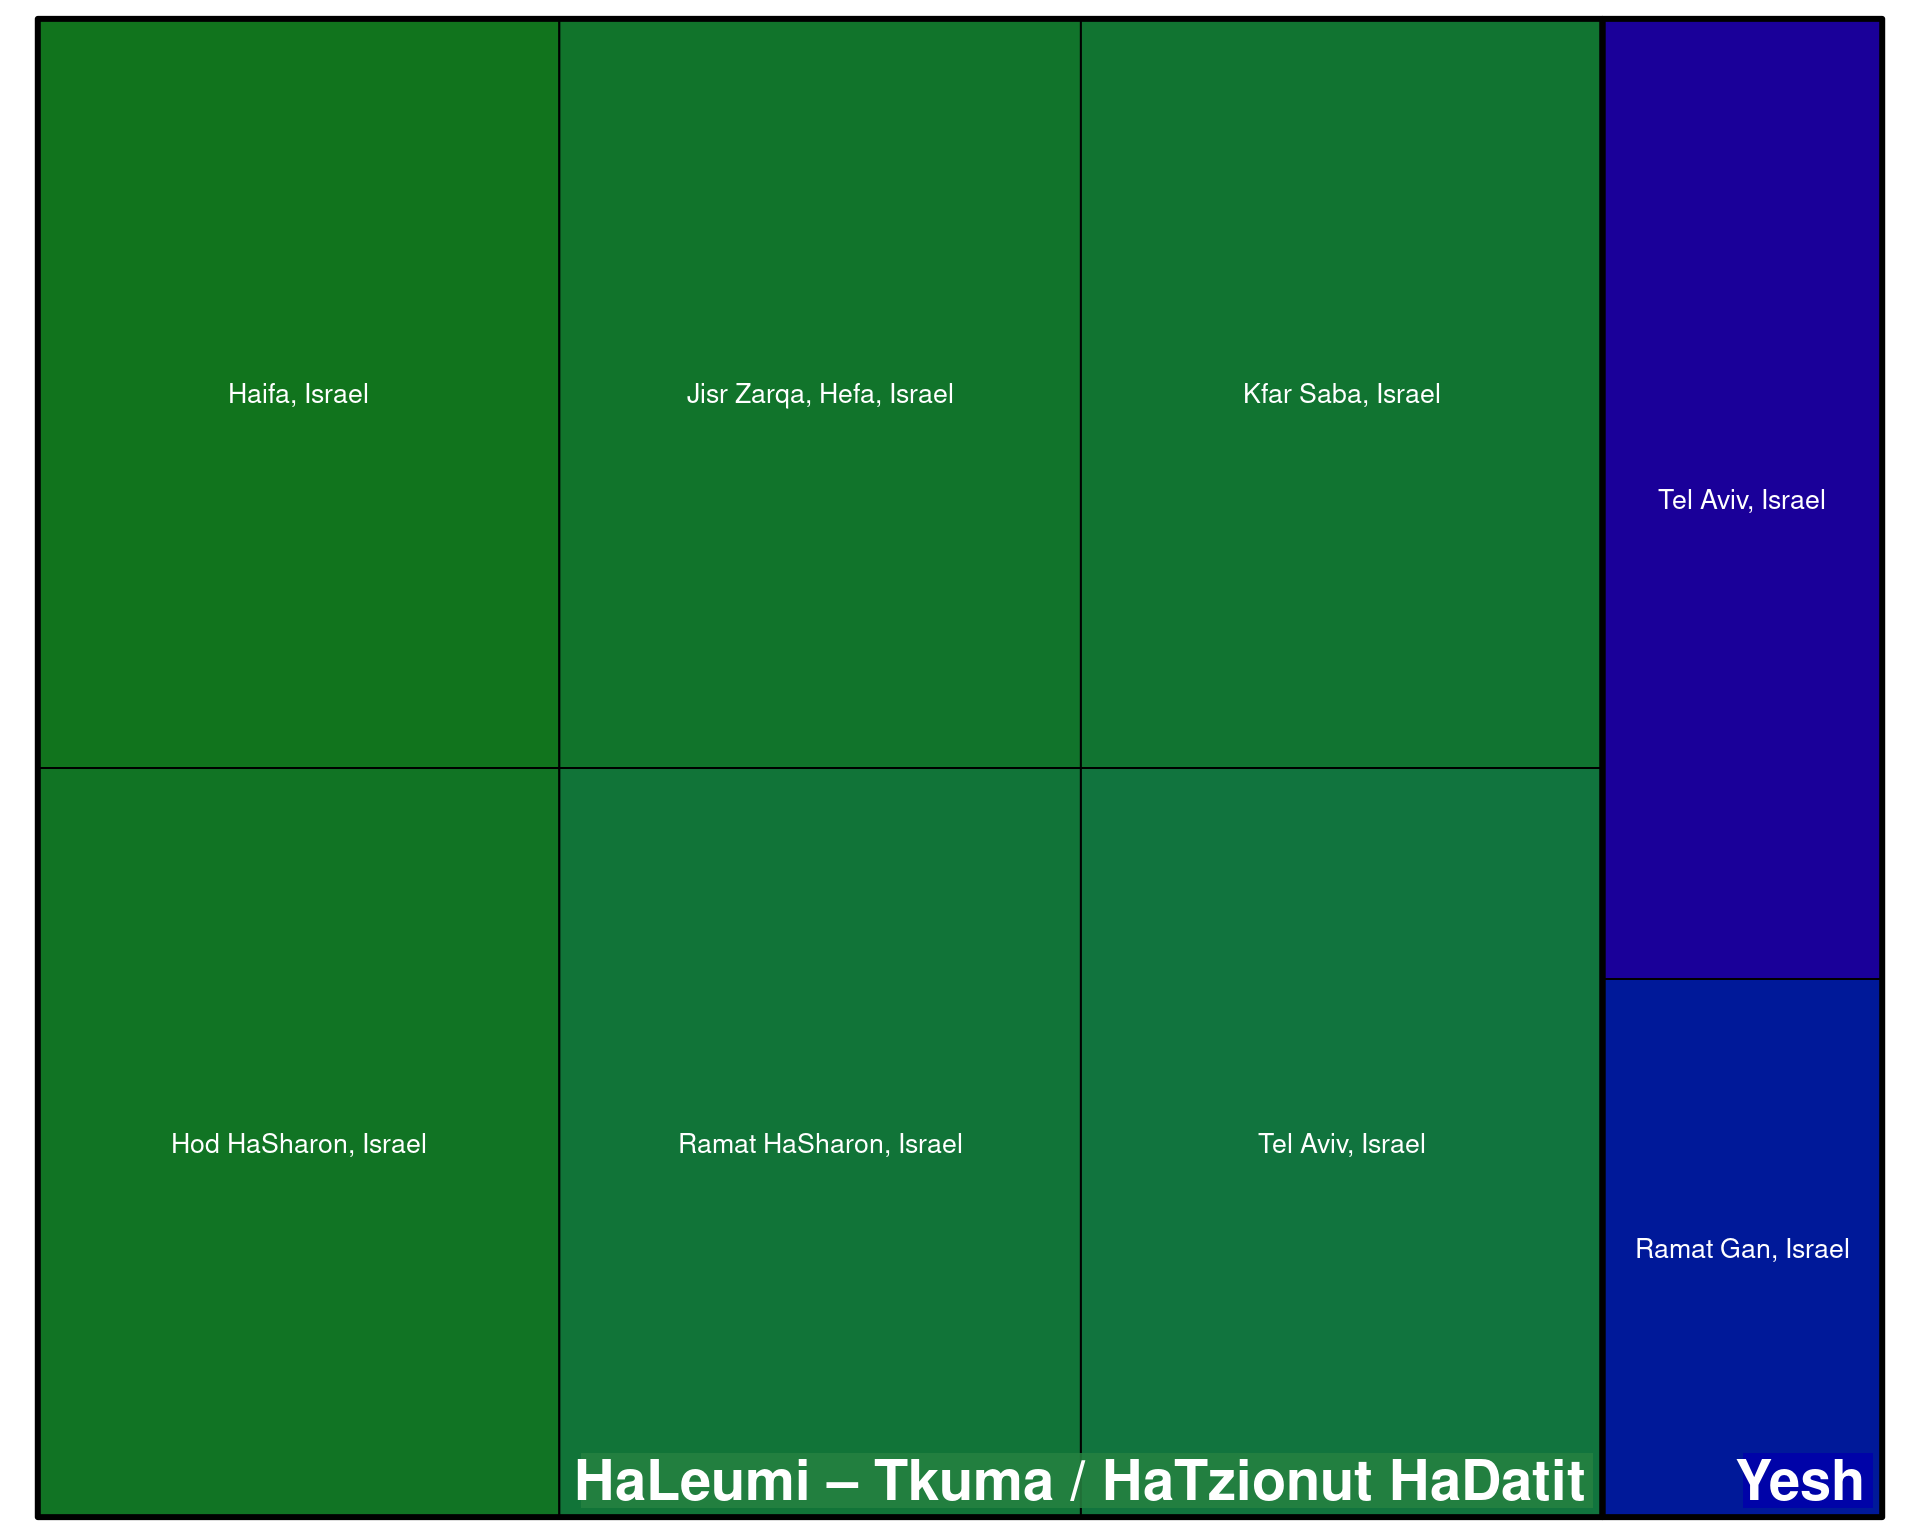 Haifa, Israel
Jisr Zarqa, Hefa, Israel
Kfar Saba, Israel
Tel Aviv, Israel
Hod HaSharon, Israel
Ramat HaSharon, Israel
Tel Aviv, Israel
Ramat Gan, Israel
HaLeumi – Tkuma / HaTzionut HaDatit
Yesh